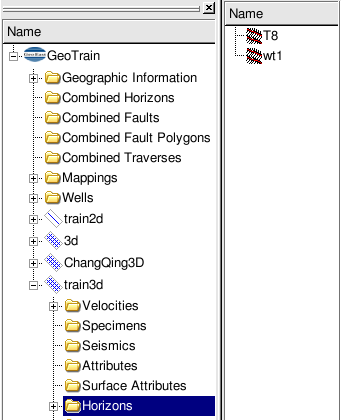 Name
GeoTrain
Geographic Information
Combined Horizons
Combined Faults
Combined Fault Polygons
Combined Traverses
Mappings
Wells
train2d
3d
ChangQing3D
train3d
Velocities
Specimens
Seismics
Attributes
Surface Attributes
Horizons
Name
T8
wt1